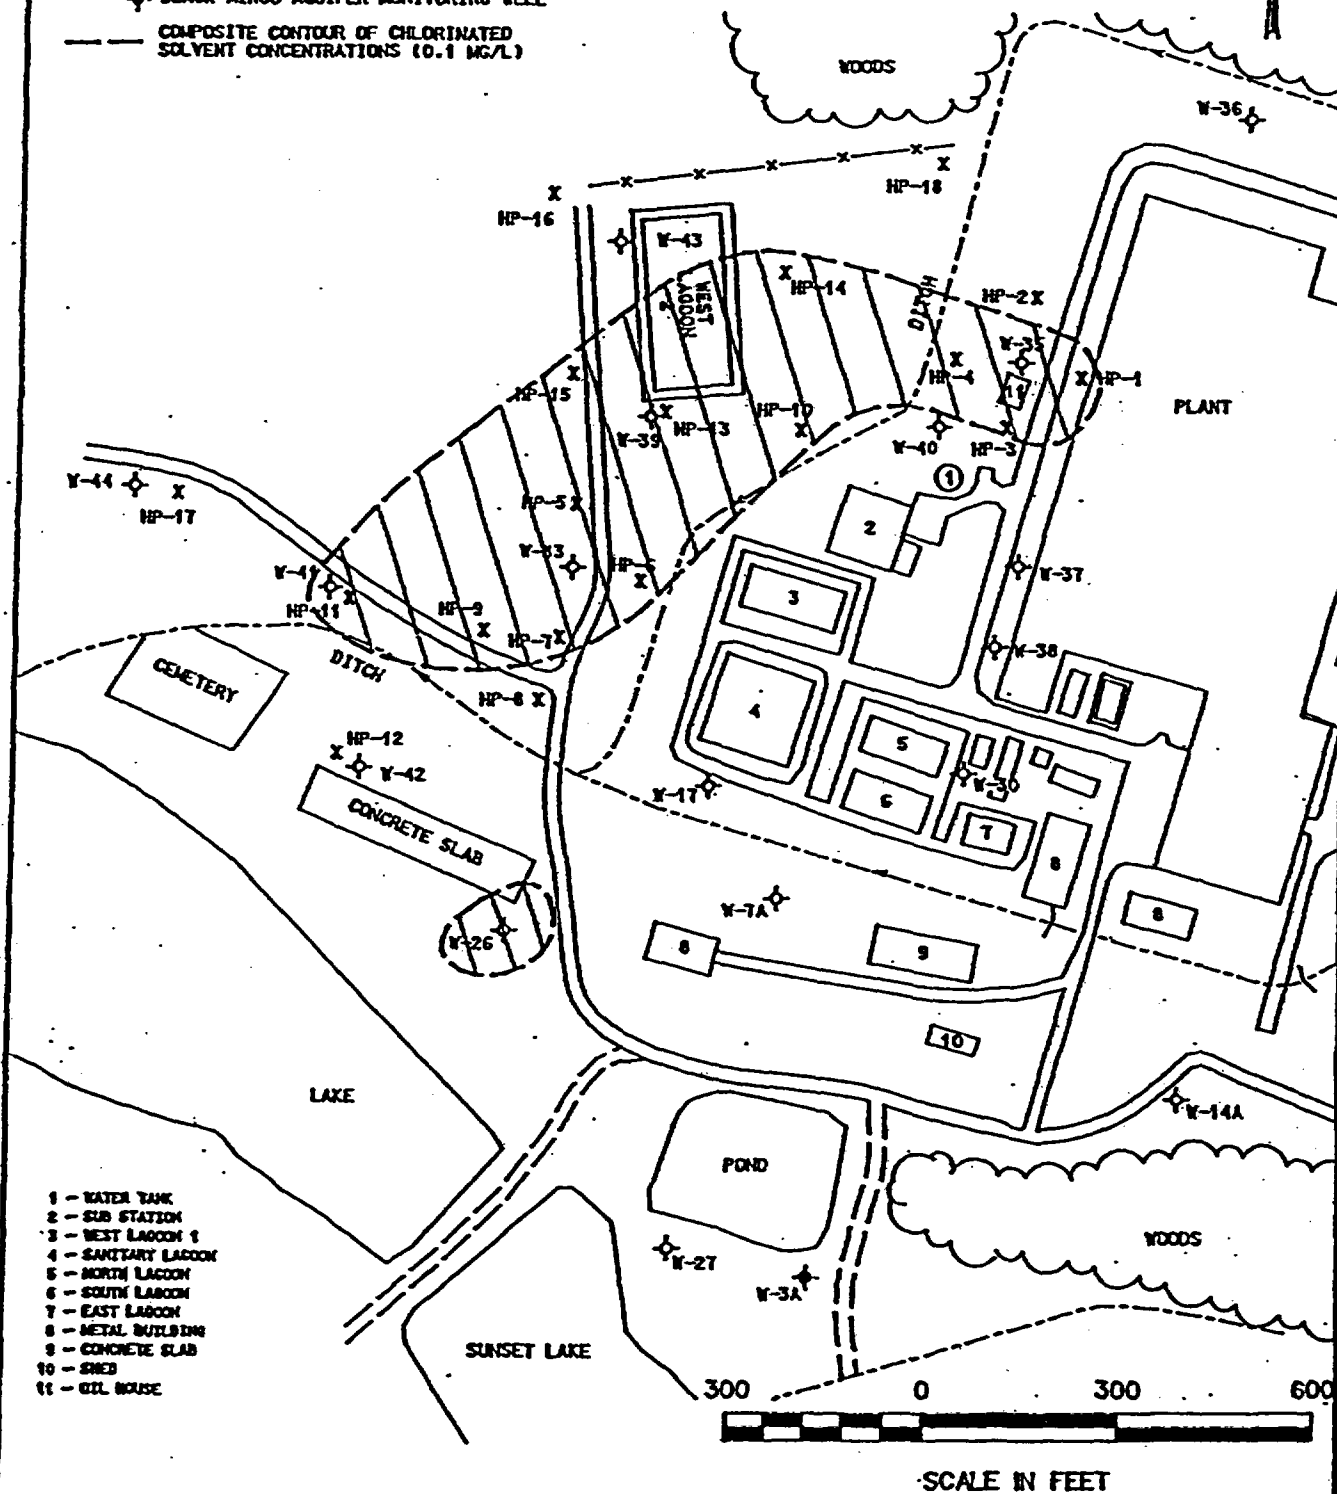 COMPOSITE CONTOUR OF CHLORINATED
SOLVENT CONCENTRATIONS (0.1 MG/L)
WOODS
W-36
HP-18
HP-16
W-43
WEST
LAGOON
2
HP-14
DITCH
HP-2
W-35
HP-4
11
HP-1
HP-15
PLANT
HP-10
W-39
HP-13
W-40
HP-3
1
W-44
HP-17
HP-5
2
W-33
HP-6
W-37
W-41
HP-11
3
HP-9
HP-7
W-38
DITCH
CEMETERY
HP-8
4
5
HP-12
W-42
W-17
6
W-30
CONCRETE SLAB
7
8
W-7A
8
W-26
8
9
10
LAKE
W-14A
POND
1 - WATER TANK
2 - SUB STATION
3 - WEST LAGOON 1
4 - SANITARY LAGOON
5 - NORTH LAGOON
6 - SOUTH LAGOON
7 - EAST LAGOON
8 - METAL BUILDING
9 - CONCRETE SLAB
10 - SHED
11 - OIL HOUSE
WOODS
W-27
W-3A
SUNSET LAKE
300 0 300 600
SCALE IN FEET